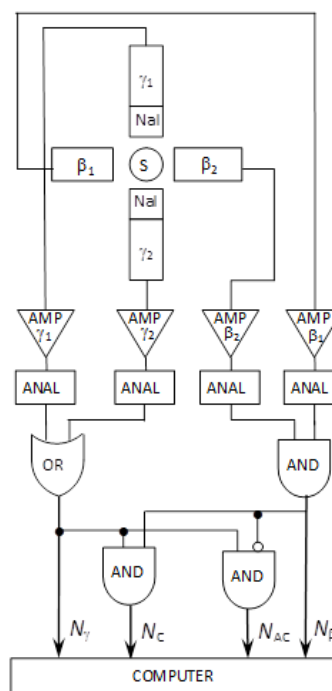 γ1
NaI
β1 S β2
NaI
γ2
AMP γ1 AMP γ2 AMP β2 AMP β1
ANAL ANAL ANAL ANAL
OR AND
AND AND
Nγ NC NAC Nβ
COMPUTER